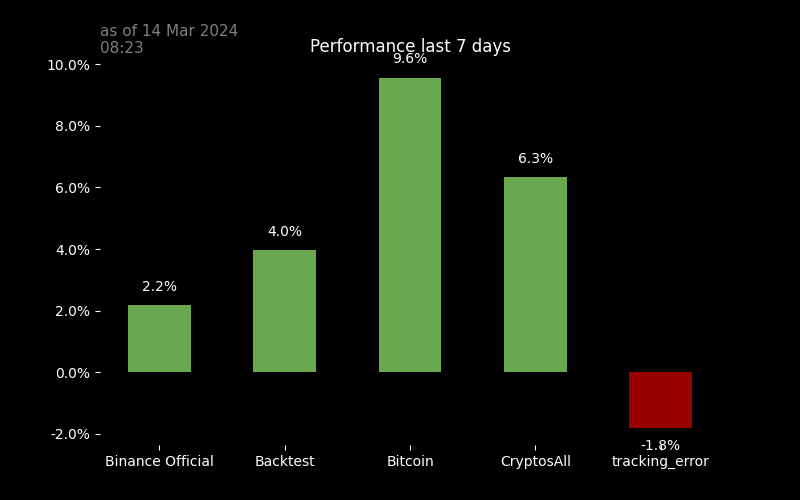 as of 14 Mar 2024
08:23
Performance last 7 days
10.0%
8.0%
6.0%
4.0%
2.0%
0.0%
-2.0%
2.2%
4.0%
9.6%
6.3%
-1.8%
Binance Official
Backtest
Bitcoin
CryptosAll
tracking_error